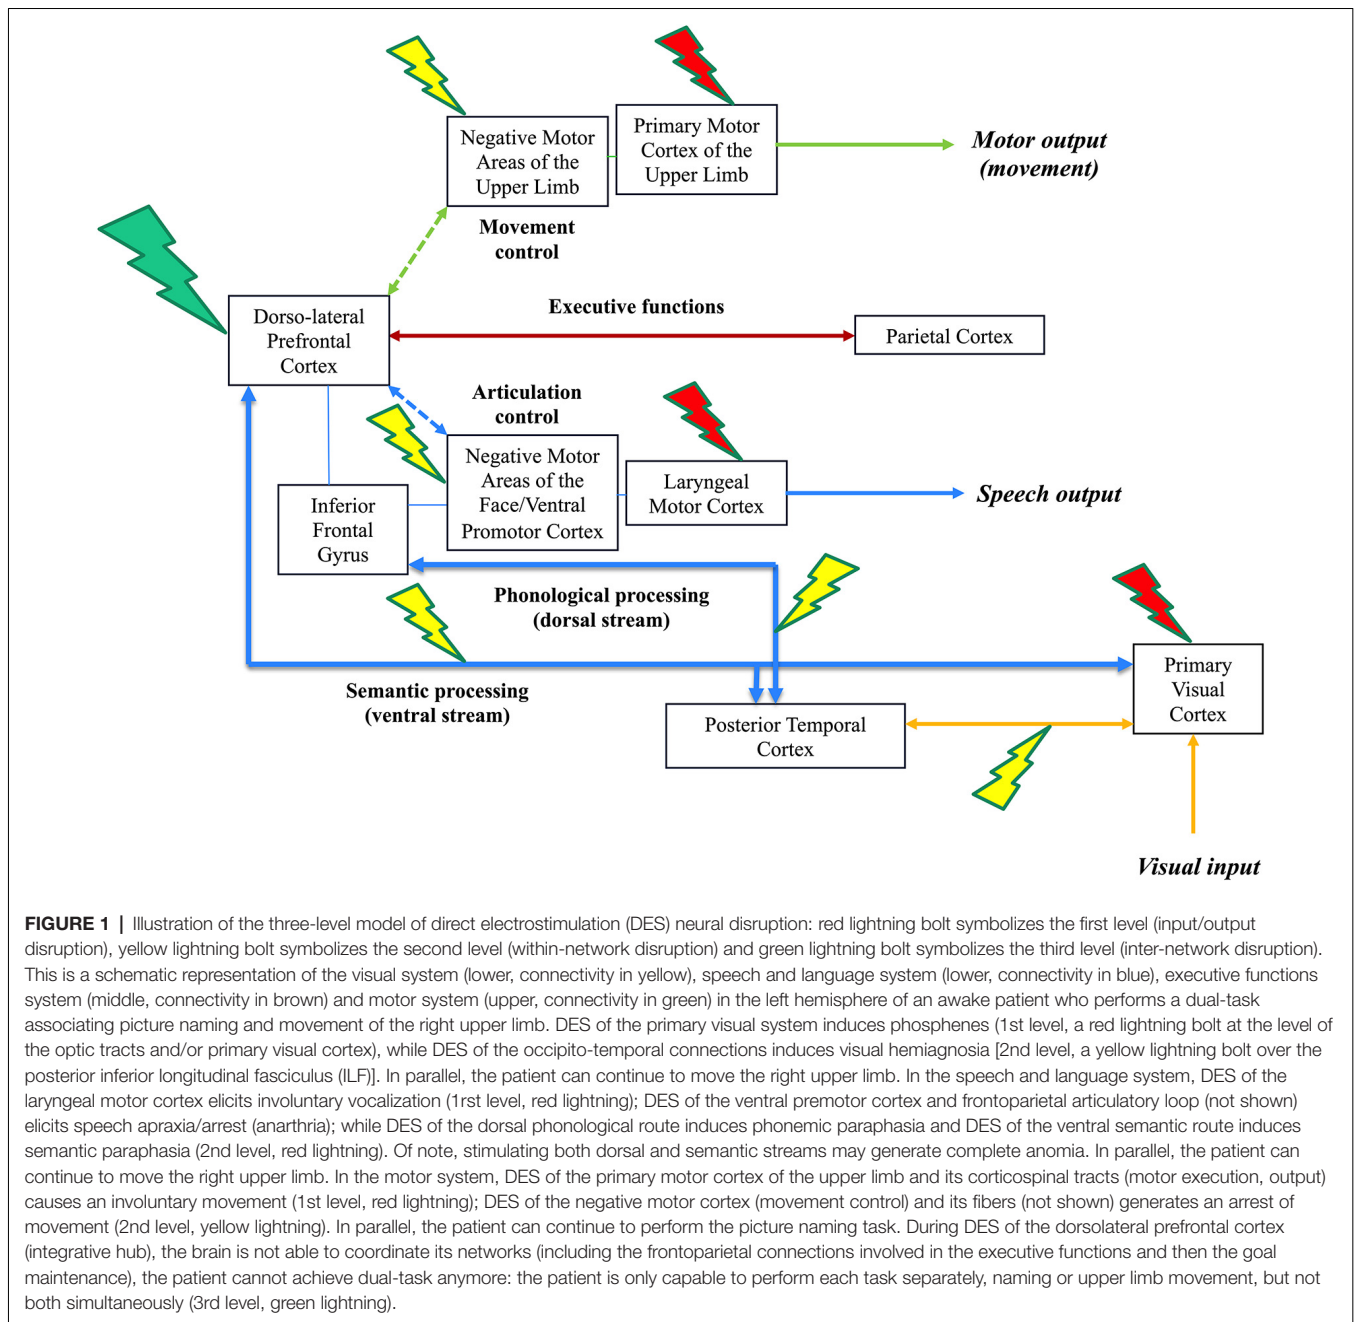 Negative Motor
Areas of the
Upper Limb
Primary Motor
Cortex of the
Upper Limb
Motor output
(movement)
Movement
control
Dorso-lateral
Prefrontal
Cortex
Executive functions
Parietal Cortex
Articulation
control
Negative Motor
Areas of the
Face/Ventral
Promotor Cortex
Laryngeal
Motor Cortex
Speech output
Inferior
Frontal
Gyrus
Phonological processing
(dorsal stream)
Semantic processing
(ventral stream)
Primary
Visual
Cortex
Posterior Temporal
Cortex
Visual input
FIGURE 1 | Illustration of the three-level model of direct electrostimulation (DES) neural disruption: red lightning bolt symbolizes the first level (input/output
disruption), yellow lightning bolt symbolizes the second level (within-network disruption) and green lightning bolt symbolizes the third level (inter-network disruption).
This is a schematic representation of the visual system (lower, connectivity in yellow), speech and language system (lower, connectivity in blue), executive functions
system (middle, connectivity in brown) and motor system (upper, connectivity in green) in the left hemisphere of an awake patient who performs a dual-task
associating picture naming and movement of the right upper limb. DES of the primary visual system induces phosphenes (1st level, a red lightning bolt at the level of
the optic tracts and/or primary visual cortex), while DES of the occipito-temporal connections induces visual hemiagnosia [2nd level, a yellow lightning bolt over the
posterior inferior longitudinal fasciculus (ILF)]. In parallel, the patient can continue to move the right upper limb. In the speech and language system, DES of the
laryngeal motor cortex elicits involuntary vocalization (1rst level, red lightning); DES of the ventral premotor cortex and frontoparietal articulatory loop (not shown)
elicits speech apraxia/arrest (anarthria); while DES of the dorsal phonological route induces phonemic paraphasia and DES of the ventral semantic route induces
semantic paraphasia (2nd level, red lightning). Of note, stimulating both dorsal and semantic streams may generate complete anomia. In parallel, the patient can
continue to move the right upper limb. In the motor system, DES of the primary motor cortex of the upper limb and its corticospinal tracts (motor execution, output)
causes an involuntary movement (1st level, red lightning); DES of the negative motor cortex (movement control) and its fibers (not shown) generates an arrest of
movement (2nd level, yellow lightning). In parallel, the patient can continue to perform the picture naming task. During DES of the dorsolateral prefrontal cortex
(integrative hub), the brain is not able to coordinate its networks (including the frontoparietal connections involved in the executive functions and then the goal
maintenance), the patient cannot achieve dual-task anymore: the patient is only capable to perform each task separately, naming or upper limb movement, but not
both simultaneously (3rd level, green lightning).